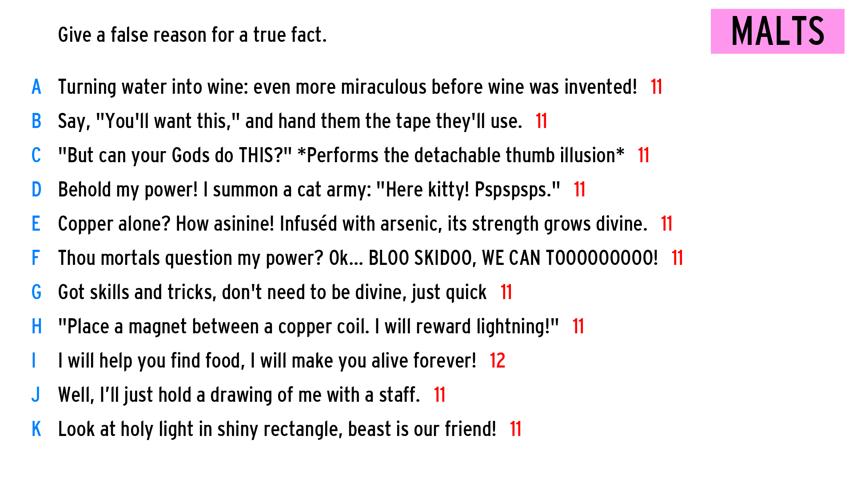 Give a false reason for a true fact.
MALTS
A Turning water into wine: even more miraculous before wine was invented! 11
B Say, "You'll want this," and hand them the tape they'll use. 11
C "But can your Gods do THIS?" *Performs the detachable thumb illusion* 11
D Behold my power! I summon a cat army: "Here kitty! Pspspsps." 11
E Copper alone? How asinine! Infuséd with arsenic, its strength grows divine. 11
F Thou mortals question my power? Ok... BLOO SKIDOO, WE CAN TOOOOOOOOO! 11
G Got skills and tricks, don't need to be divine, just quick 11
H "Place a magnet between a copper coil. I will reward lightning!" 11
I I will help you find food, I will make you alive forever! 12
J Well, I’ll just hold a drawing of me with a staff. 11
K Look at holy light in shiny rectangle, beast is our friend! 11